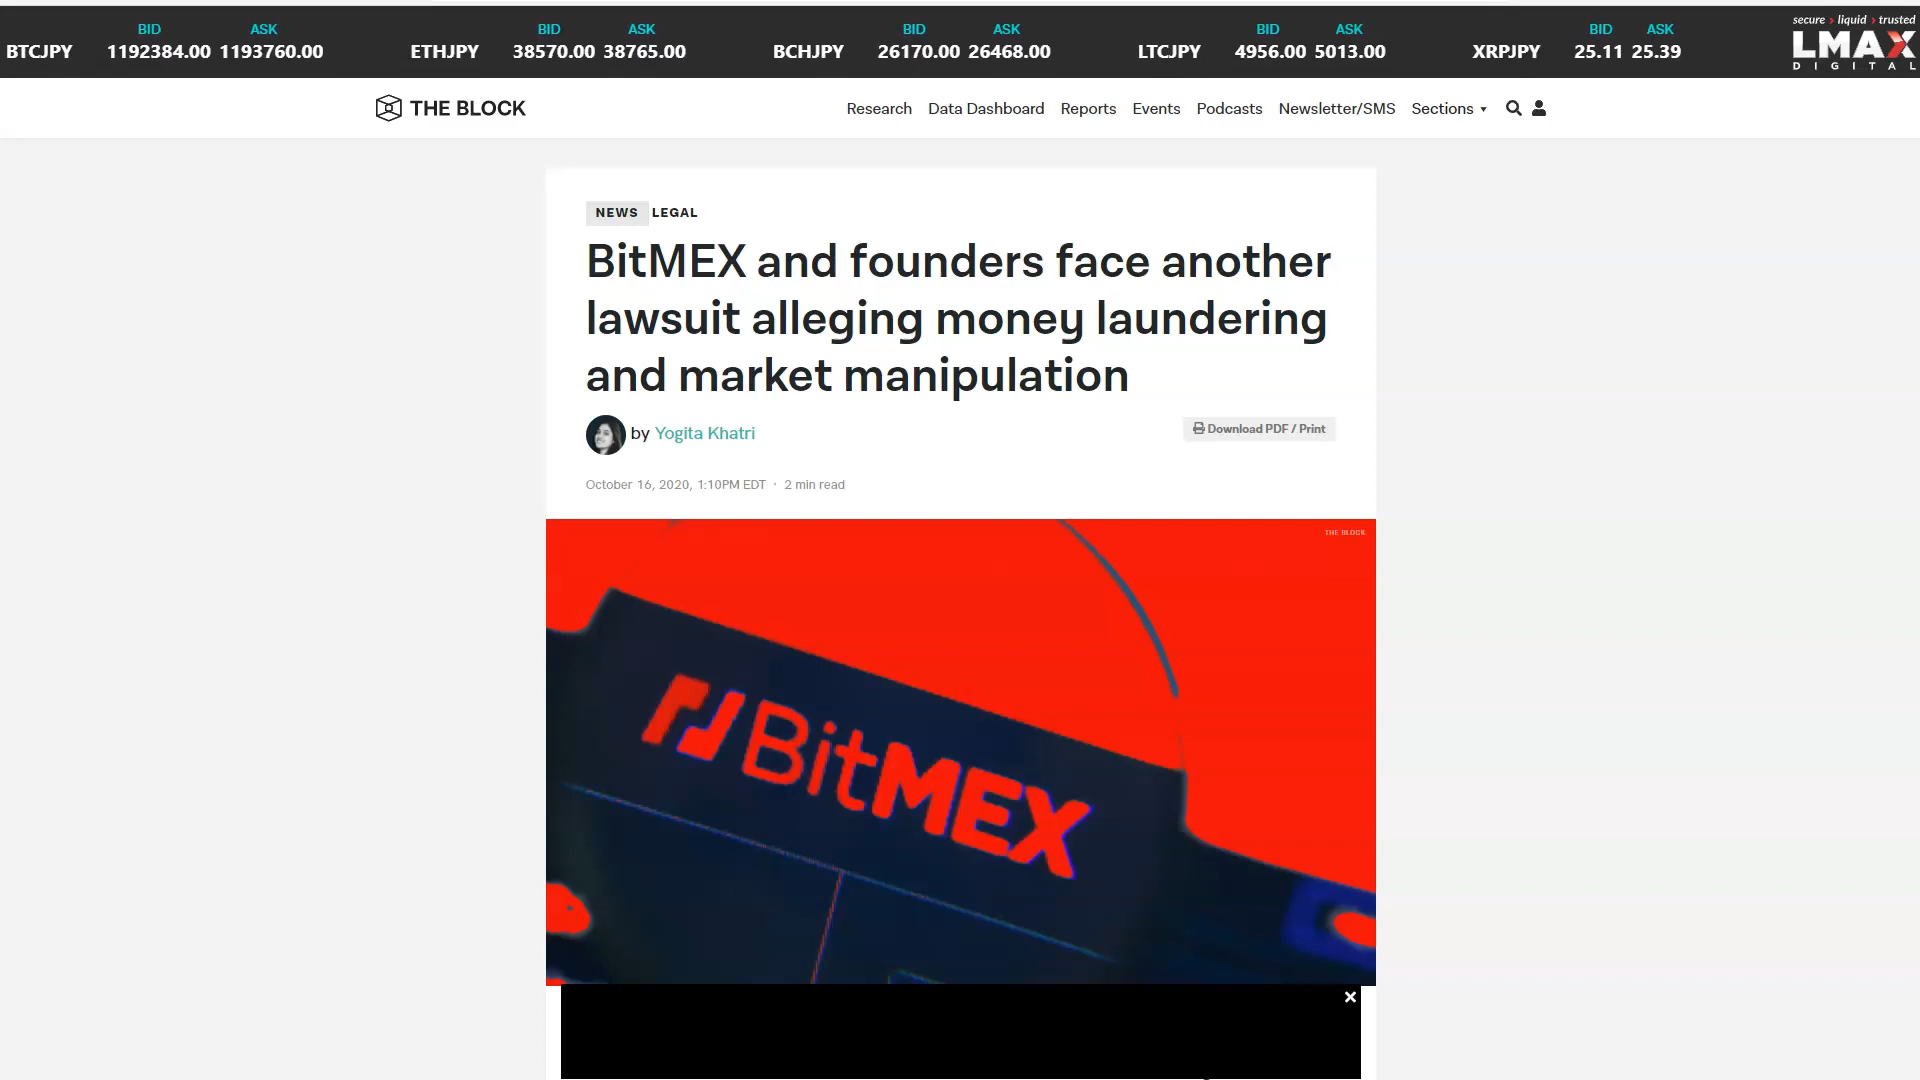 BID ASK BID ASK BID ASK BID ASK BID ASK secure › liquid › trusted
BTCJPY 1192384.00 1193760.00 ETHJPY 38570.00 38765.00 BCHJPY 26170.00 26468.00 LTCJPY 4956.00 5013.00 XRPJPY 25.11 25.39 LMAX
DIGITAL
THE BLOCK Research Data Dashboard Reports Events Podcasts Newsletter/SMS Sections
NEWS LEGAL
BitMEX and founders face another
lawsuit alleging money laundering
and market manipulation
by Yogita Khatri Download PDF / Print
October 16, 2020, 1:10PM EDT · 2 min read
THE BLOCK
BitMEX